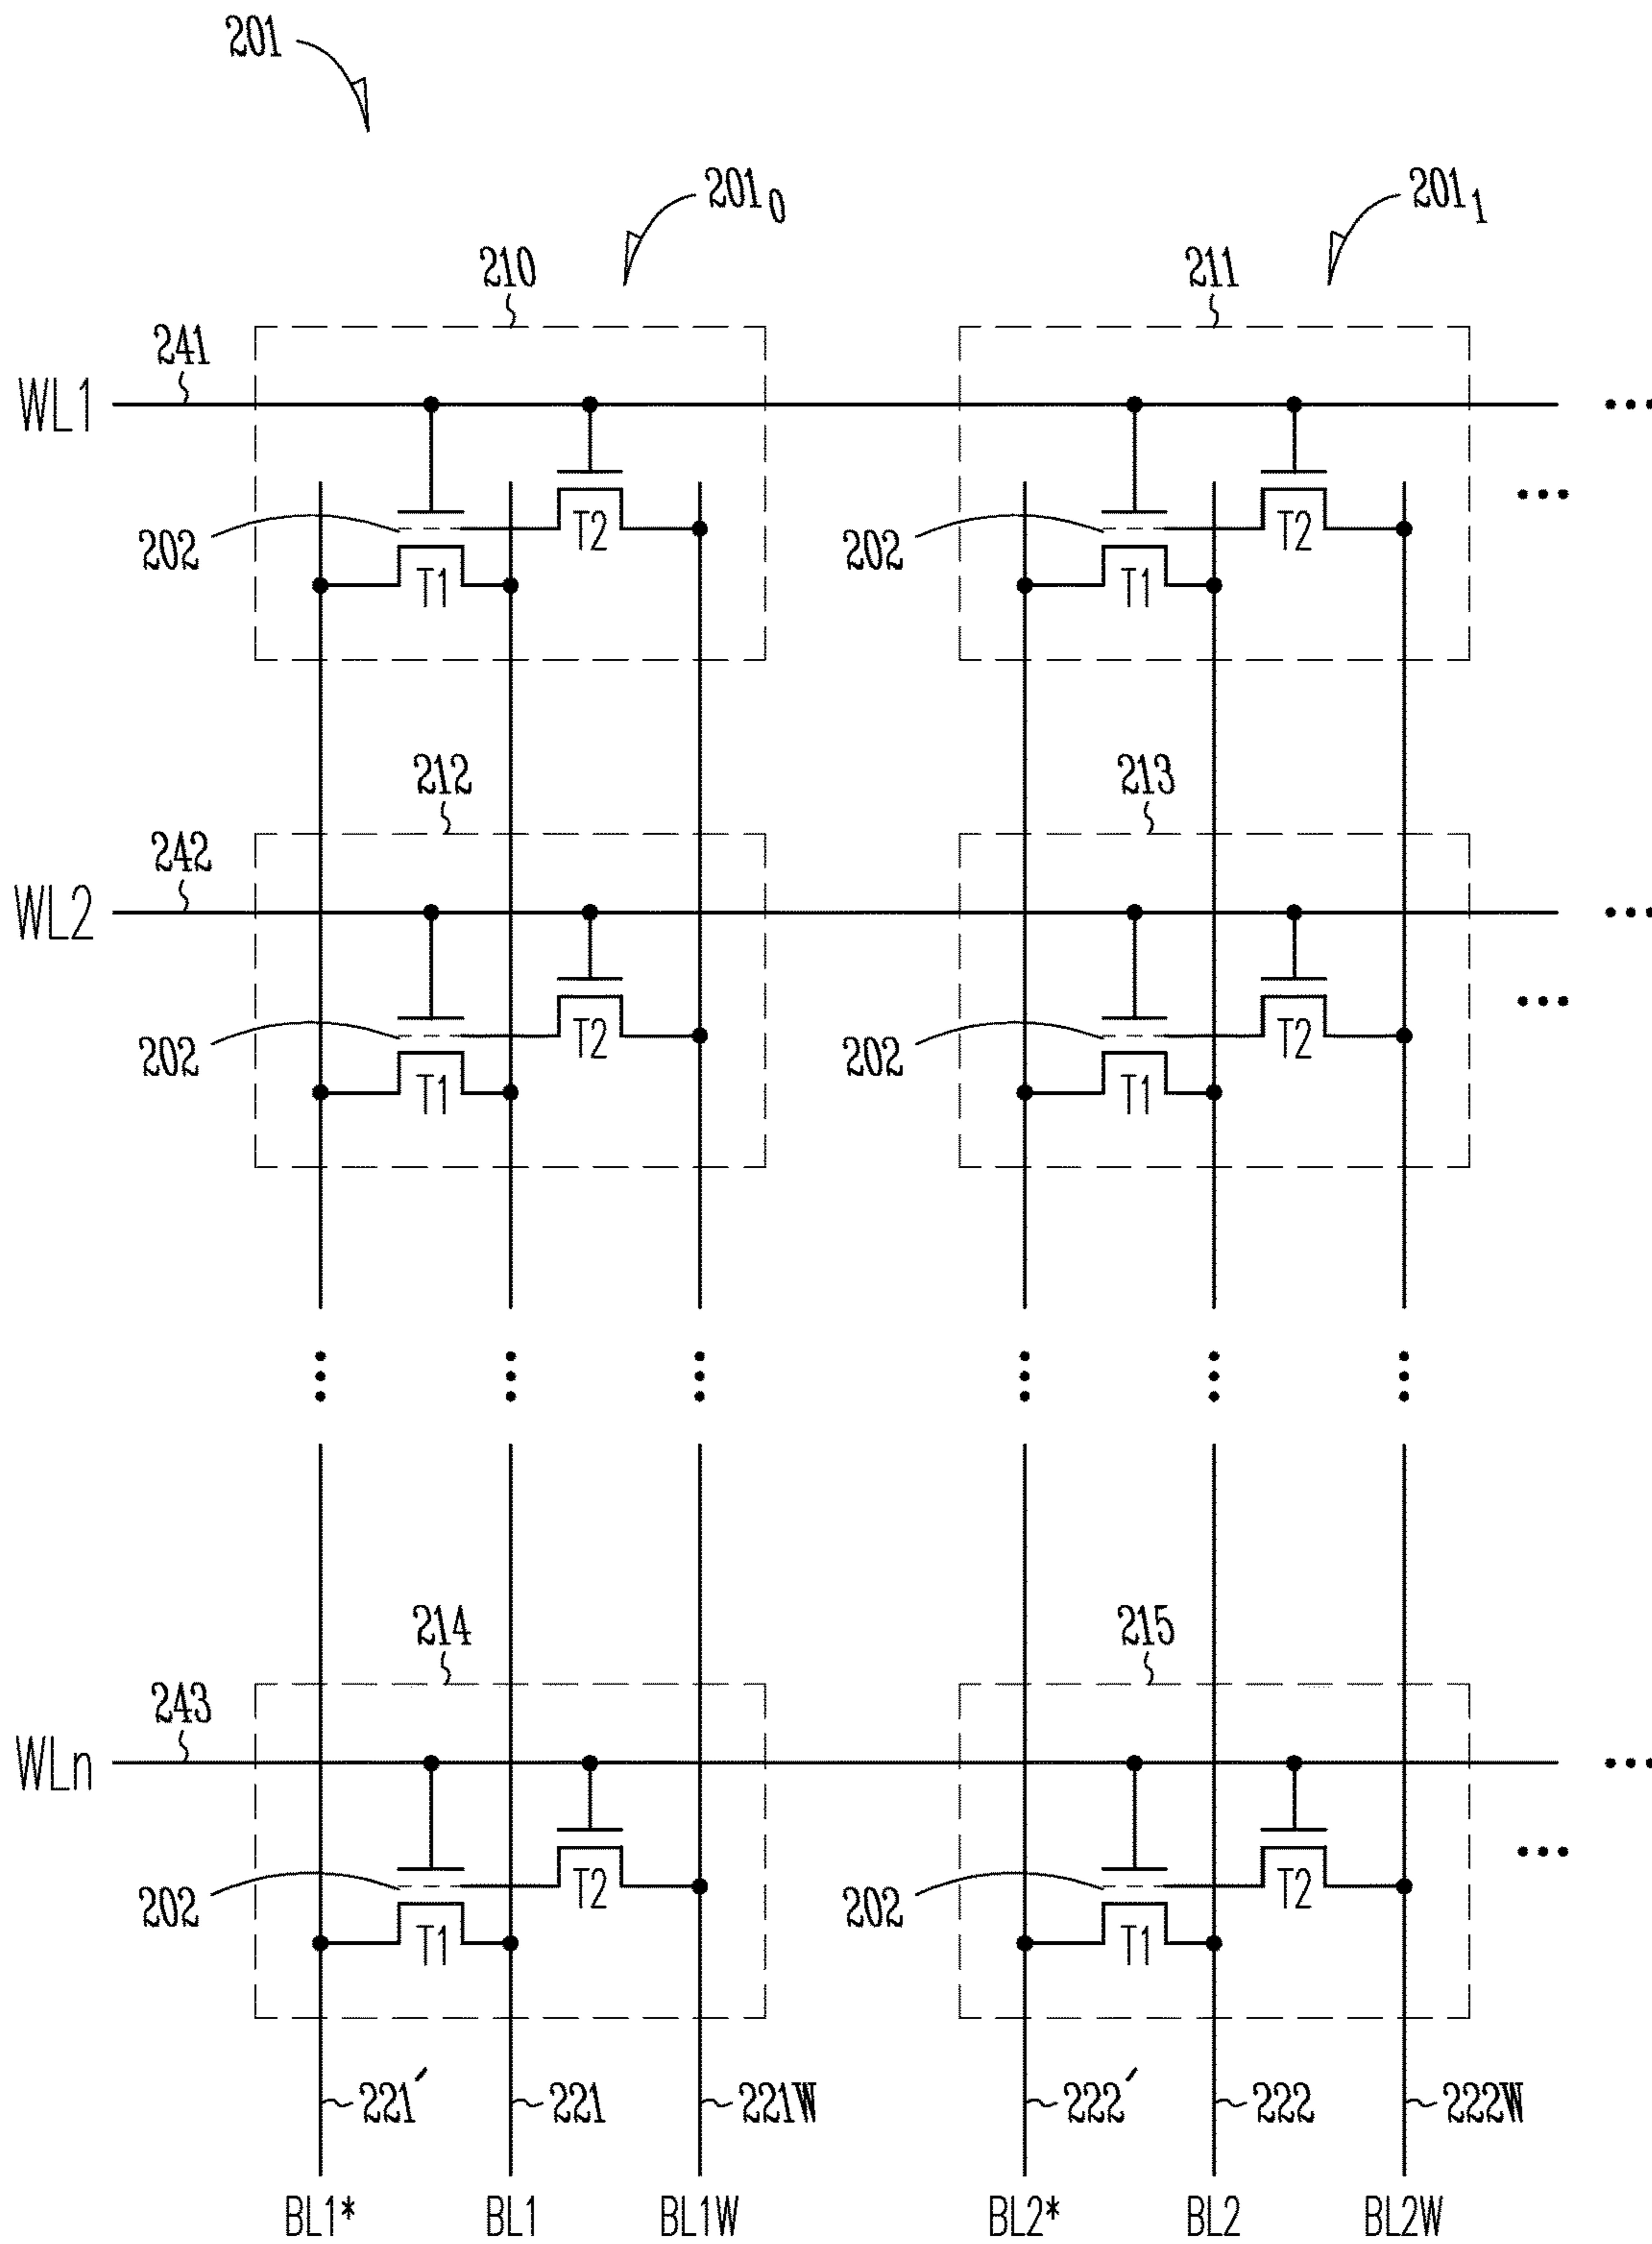 201
201₀ 201₁
210 211
241
WL1
202 T2 202 T2
T1 T1
212 213
242
WL2
202 T2 202 T2
T1 T1
214 215
243
WLn
202 T2 202 T2
T1 T1
221′ 221 221W 222′ 222 222W
BL1* BL1 BL1W BL2* BL2 BL2W